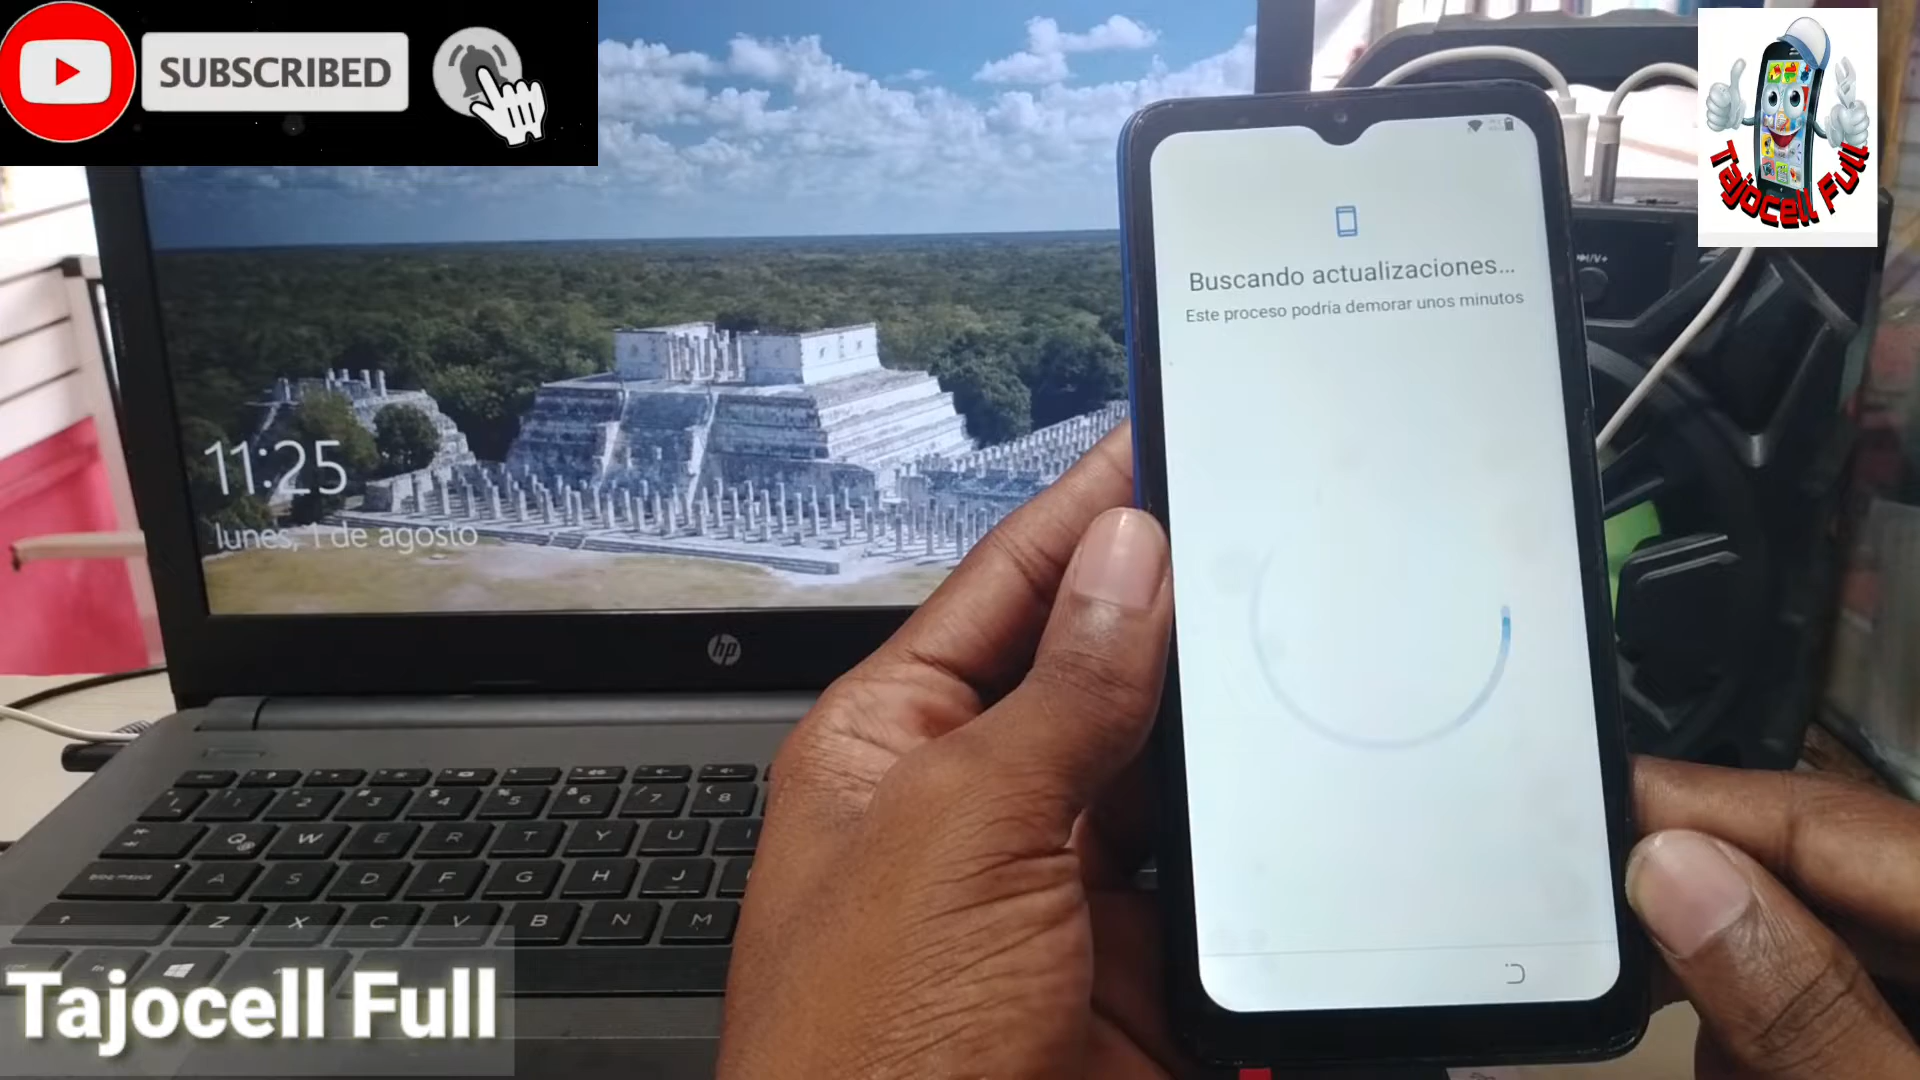 SUBSCRIBED
Tajocell Full
Buscando actualizaciones...
Este proceso podría demorar unos minutos
11:25
lunes, 1 de agosto
hp
Q W E R T Y U I
A S D F G H J
Z X C V B N M
Tajocell Full